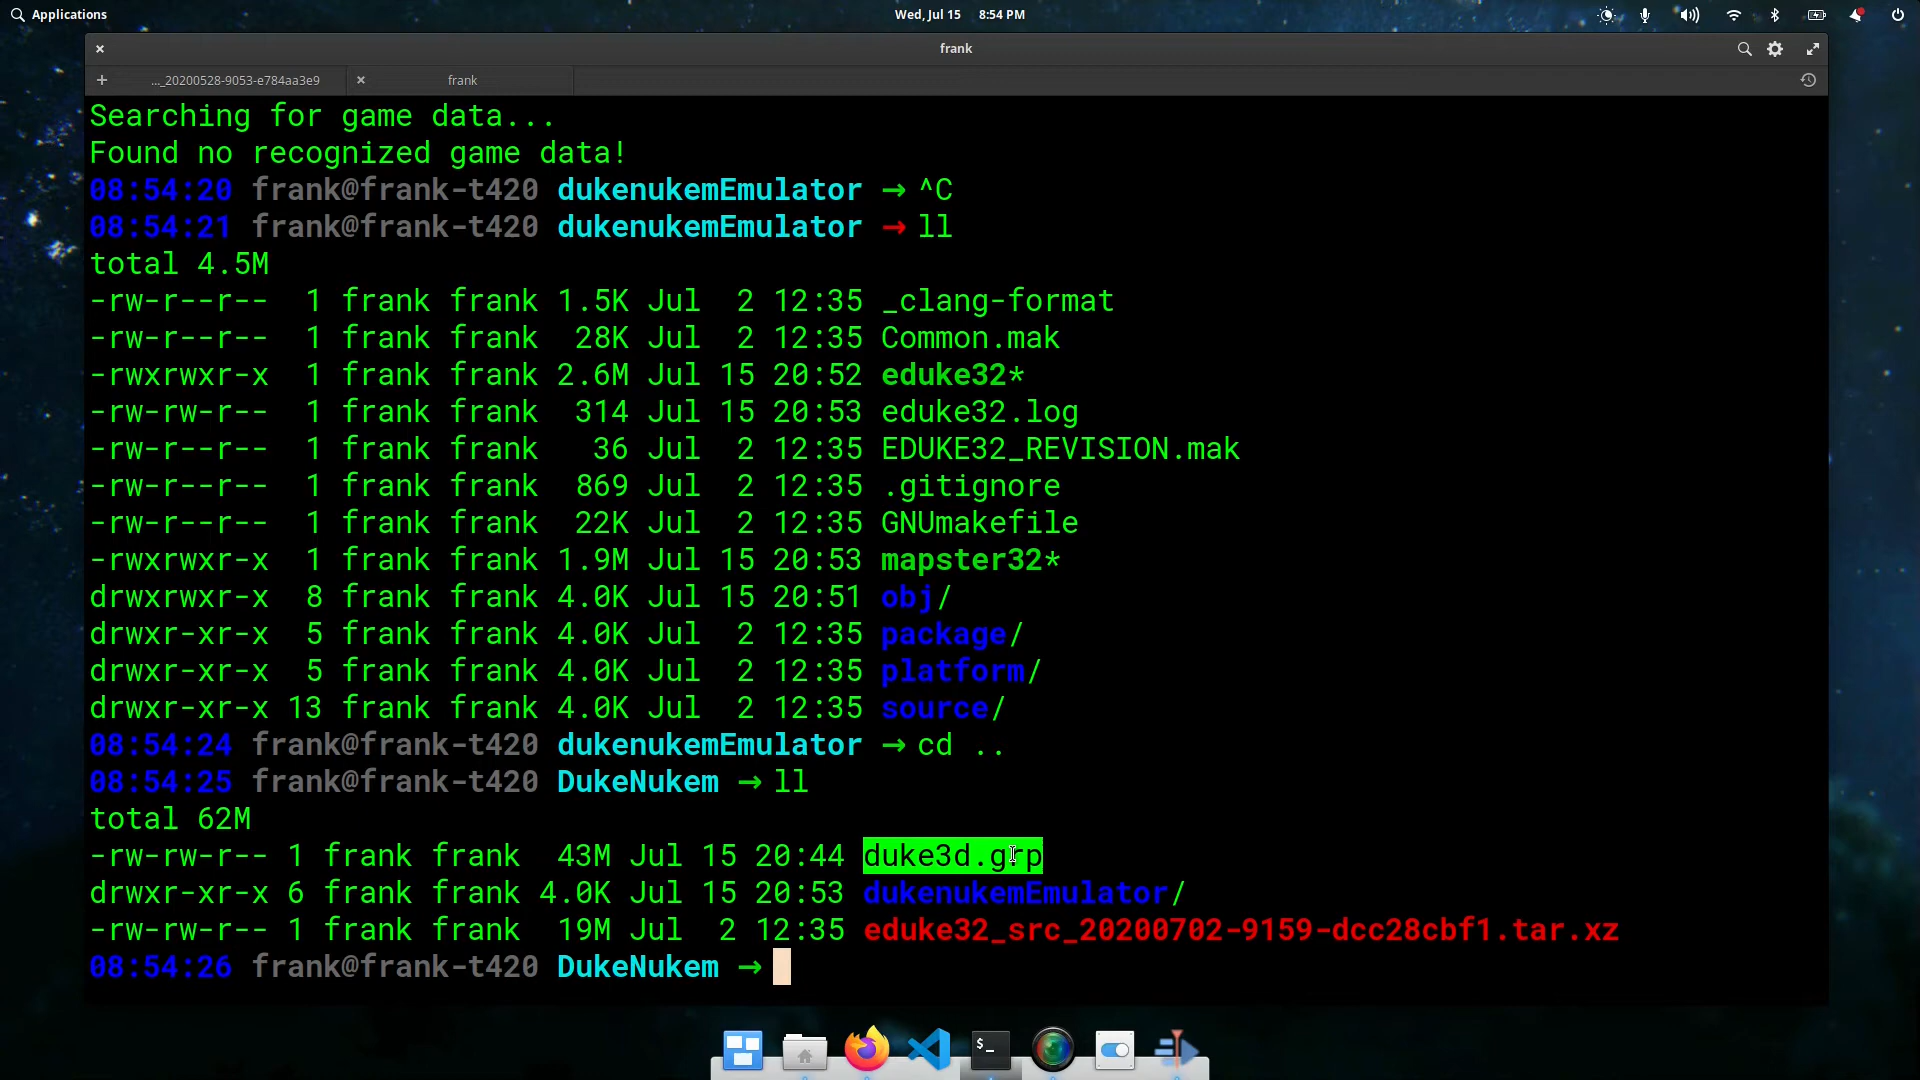 Applications
Wed, Jul 15 8:54 PM
frank
..._20200528-9053-e784aa3e9
frank
Searching for game data...
Found no recognized game data!
08:54:20 frank@frank-t420 dukenukemEmulator → ^C
08:54:21 frank@frank-t420 dukenukemEmulator → ll
total 4.5M
-rw-r--r-- 1 frank frank 1.5K Jul 2 12:35 _clang-format
-rw-r--r-- 1 frank frank 28K Jul 2 12:35 Common.mak
-rwxrwxr-x 1 frank frank 2.6M Jul 15 20:52 eduke32*
-rw-rw-r-- 1 frank frank 314 Jul 15 20:53 eduke32.log
-rw-r--r-- 1 frank frank 36 Jul 2 12:35 EDUKE32_REVISION.mak
-rw-r--r-- 1 frank frank 869 Jul 2 12:35 .gitignore
-rw-r--r-- 1 frank frank 22K Jul 2 12:35 GNUmakefile
-rwxrwxr-x 1 frank frank 1.9M Jul 15 20:53 mapster32*
drwxrwxr-x 8 frank frank 4.0K Jul 15 20:51 obj/
drwxr-xr-x 5 frank frank 4.0K Jul 2 12:35 package/
drwxr-xr-x 5 frank frank 4.0K Jul 2 12:35 platform/
drwxr-xr-x 13 frank frank 4.0K Jul 2 12:35 source/
08:54:24 frank@frank-t420 dukenukemEmulator → cd ..
08:54:25 frank@frank-t420 DukeNukem → ll
total 62M
-rw-rw-r-- 1 frank frank 43M Jul 15 20:44 duke3d.grp
drwxr-xr-x 6 frank frank 4.0K Jul 15 20:53 dukenukemEmulator/
-rw-rw-r-- 1 frank frank 19M Jul 2 12:35 eduke32_src_20200702-9159-dcc28cbf1.tar.xz
08:54:26 frank@frank-t420 DukeNukem →